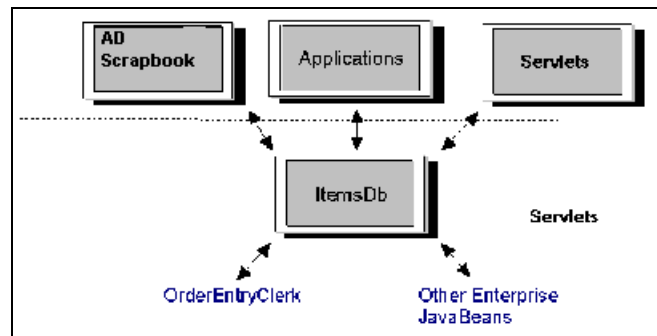 AD
Scrapbook
Applications
Servlets
ItemsDb
Servlets
OrderEntryClerk
Other Enterprise
JavaBeans